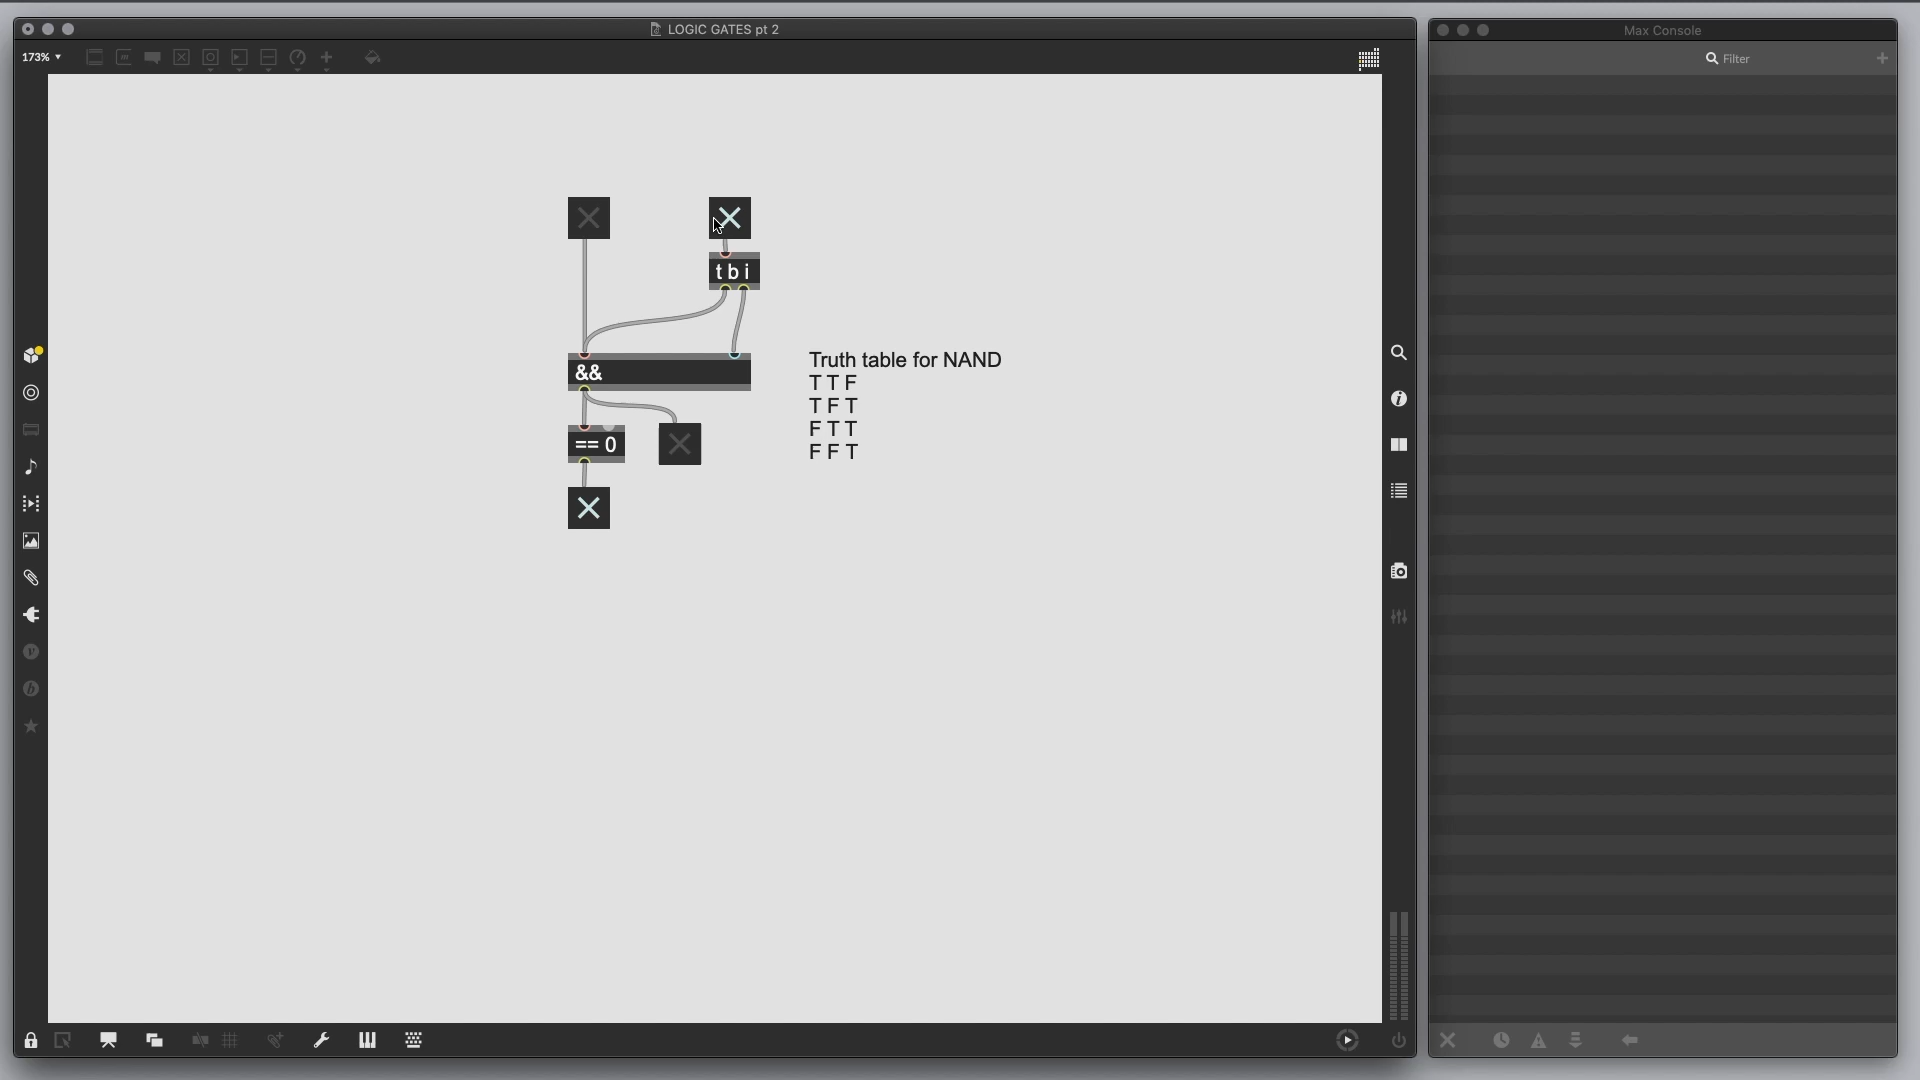 LOGIC GATES pt 2
Max Console
173%
Filter
t b i
&&
== 0
Truth table for NAND
T T F
T F T
F T T
F F T